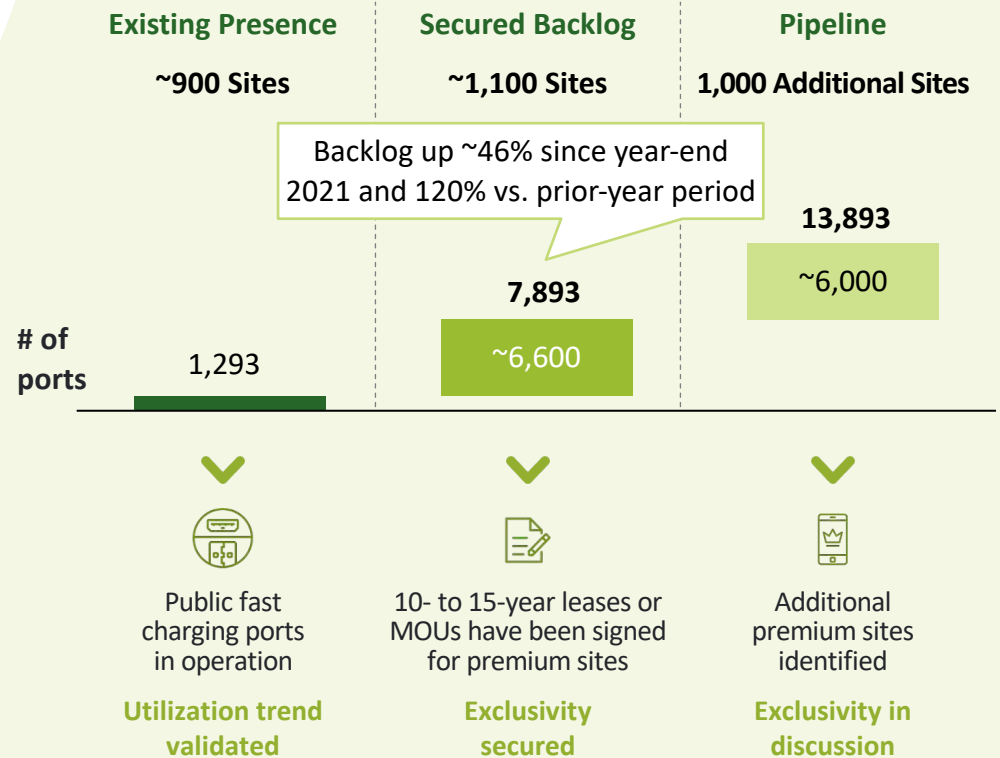 Existing Presence
~900 Sites
Secured Backlog
~1,100 Sites
Pipeline
1,000 Additional Sites
Backlog up ~46% since year-end
2021 and 120% vs. prior-year period
# of
ports
1,293
7,893
~6,600
13,893
~6,000
Public fast
charging ports
in operation
Utilization trend
validated
10- to 15-year leases or
MOUs have been signed
for premium sites
Exclusivity
secured
Additional
premium sites
identified
Exclusivity in
discussion